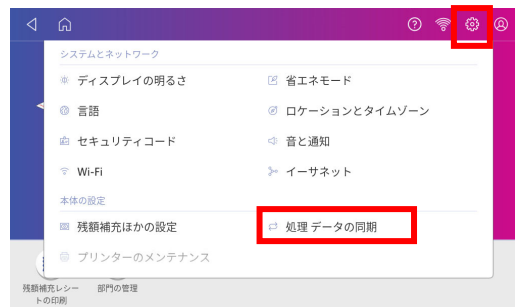 システムとネットワーク
ディスプレイの明るさ
省エネモード
言語
ロケーションとタイムゾーン
セキュリティコード
音と通知
Wi-Fi
イーサネット
本体の設定
残額補充ほかの設定
処理 データの同期
プリンターのメンテナンス
残額補充レシー
トの印刷
部門の管理